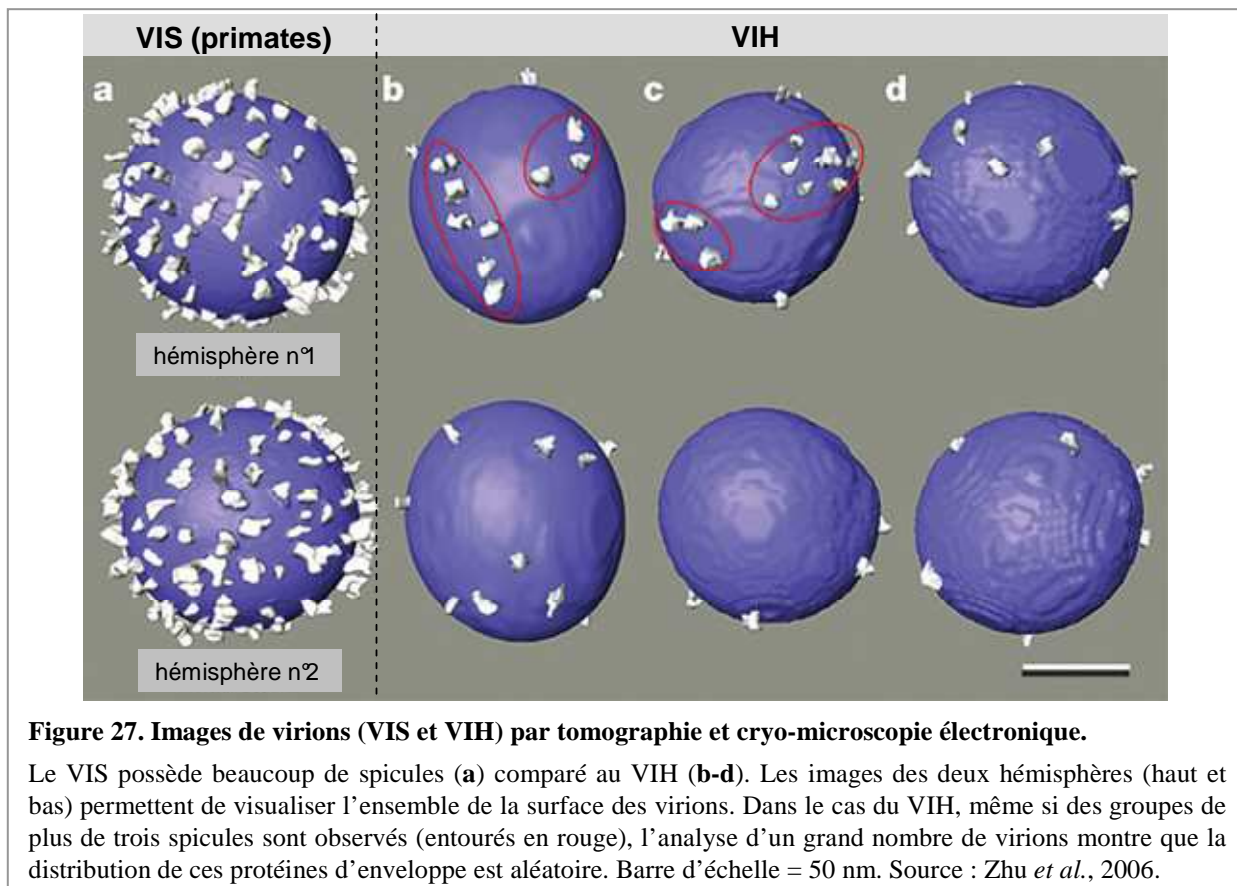 VIS (primates)
VIH
a
b
c
d
hémisphère n°1
hémisphère n°2
Figure 27. Images de virions (VIS et VIH) par tomographie et cryo-microscopie électronique.
Le VIS possède beaucoup de spicules (a) comparé au VIH (b-d). Les images des deux hémisphères (haut et
bas) permettent de visualiser l'ensemble de la surface des virions. Dans le cas du VIH, même si des groupes de
plus de trois spicules sont observés (entourés en rouge), l'analyse d'un grand nombre de virions montre que la
distribution de ces protéines d'enveloppe est aléatoire. Barre d'échelle = 50 nm. Source : Zhu et al., 2006.